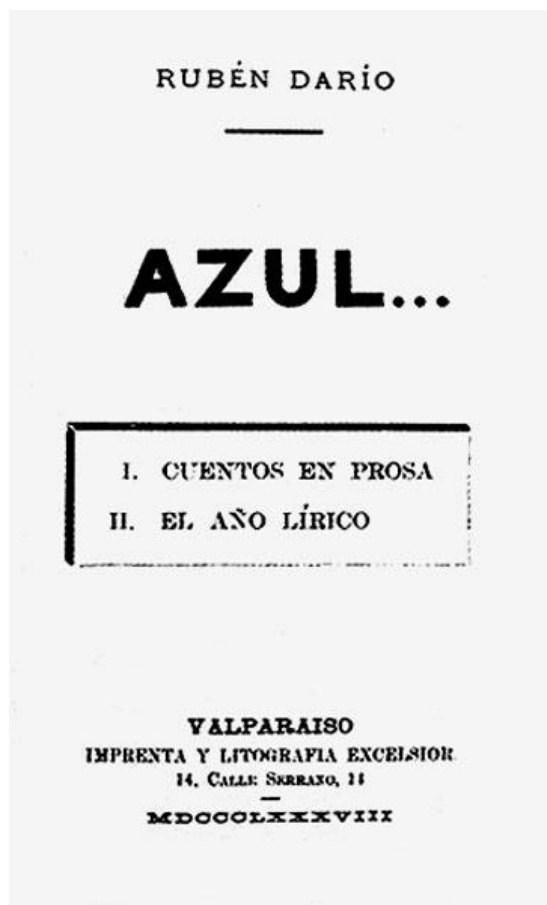 RUBÉN DARÍO
AZUL...
I. CUENTOS EN PROSA
II. EL AÑO LÍRICO
VALPARAISO
IMPRENTA Y LITOGRAFIA EXCELSIOR
14, CALLE SERRANO, 14
MDCCCLXXXVIII